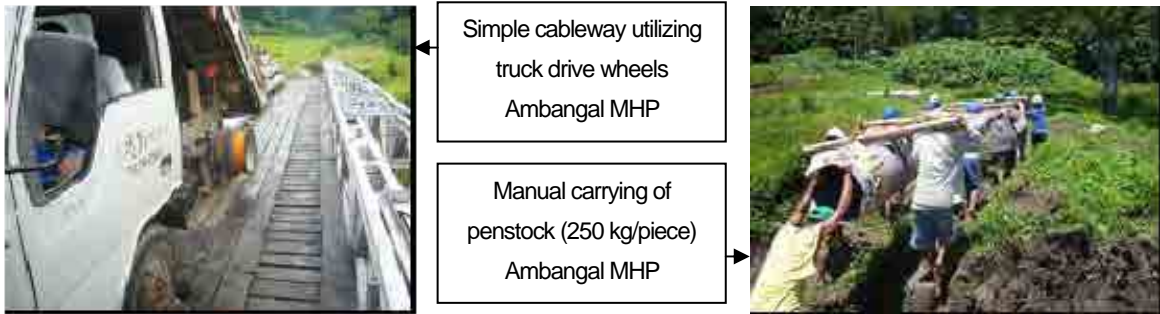 Simple cableway utilizing
truck drive wheels
Ambangal MHP
Manual carrying of
penstock (250 kg/piece)
Ambangal MHP